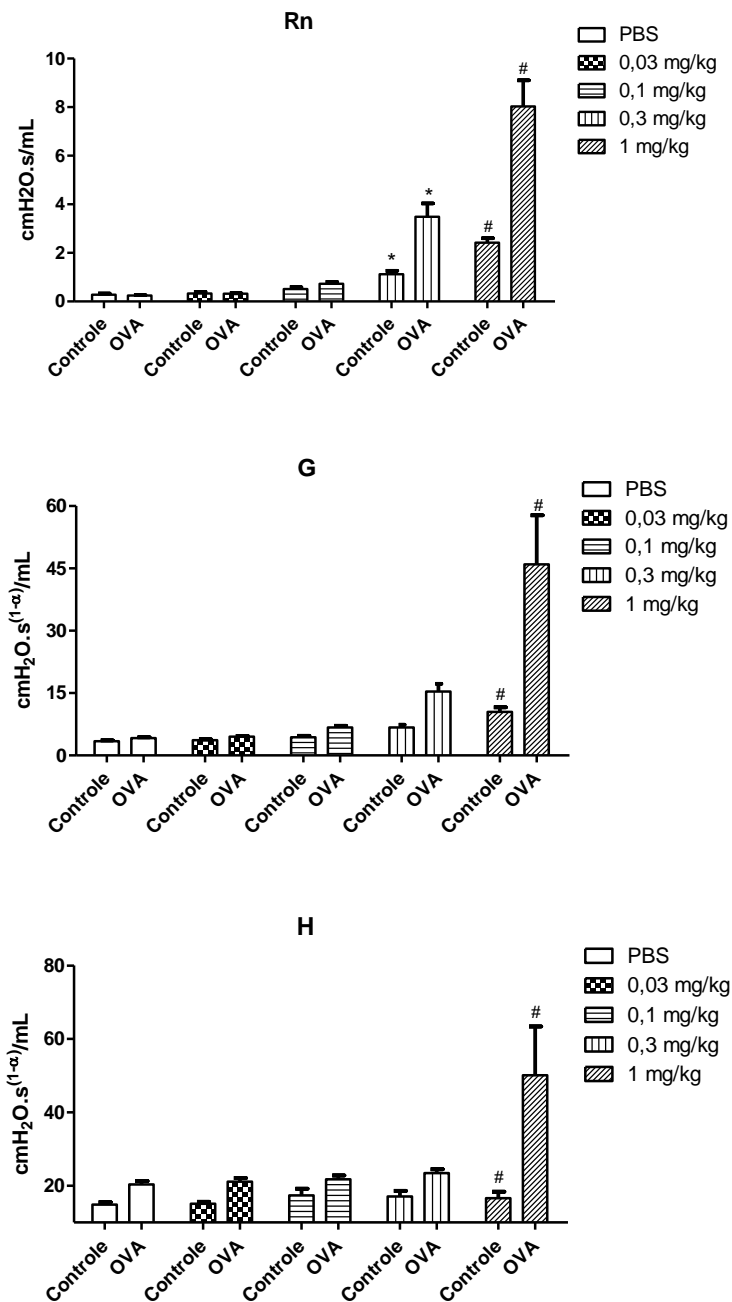 Rn
cmH2O.s/mL
10
8
6
4
2
0
*
*
#
#
Controle
OVA
Controle
OVA
Controle
OVA
Controle
OVA
Controle
OVA
PBS
0,03 mg/kg
0,1 mg/kg
0,3 mg/kg
1 mg/kg
G
cmH₂O.s⁽¹⁻ᵅ⁾/mL
60
45
30
15
0
#
#
Controle
OVA
Controle
OVA
Controle
OVA
Controle
OVA
Controle
OVA
PBS
0,03 mg/kg
0,1 mg/kg
0,3 mg/kg
1 mg/kg
H
cmH₂O.s⁽¹⁻ᵅ⁾/mL
80
60
40
20
#
#
Controle
OVA
Controle
OVA
Controle
OVA
Controle
OVA
Controle
OVA
PBS
0,03 mg/kg
0,1 mg/kg
0,3 mg/kg
1 mg/kg